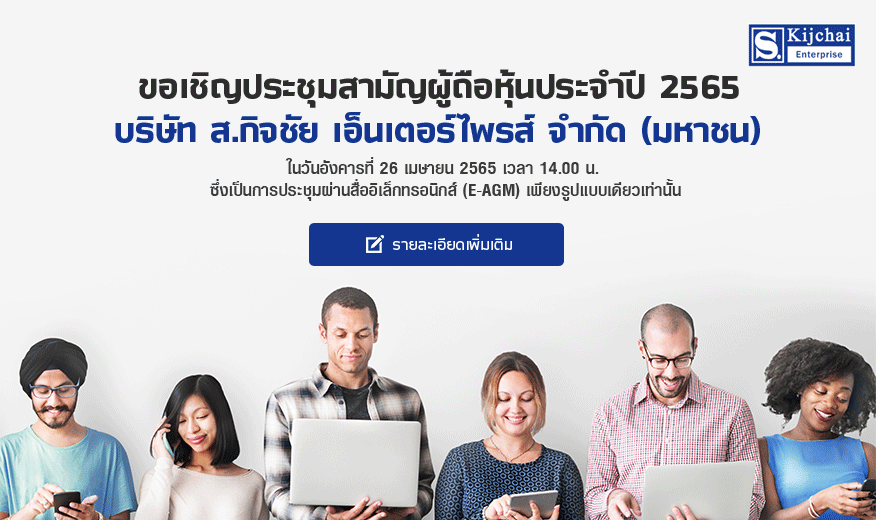 S. Kijchai
Enterprise
ขอเชิญประชุมสามัญผู้ถือหุ้นประจำปี 2565
บริษัท ส.กิจชัย เอ็นเตอร์ไพรส์ จำกัด (มหาชน)
ในวันอังคารที่ 26 เมษายน 2565 เวลา 14.00 น.
ซึ่งเป็นการประชุมผ่านสื่ออิเล็กทรอนิกส์ (E-AGM) เพียงรูปแบบเดียวเท่านั้น
รายละเอียดเพิ่มเติม